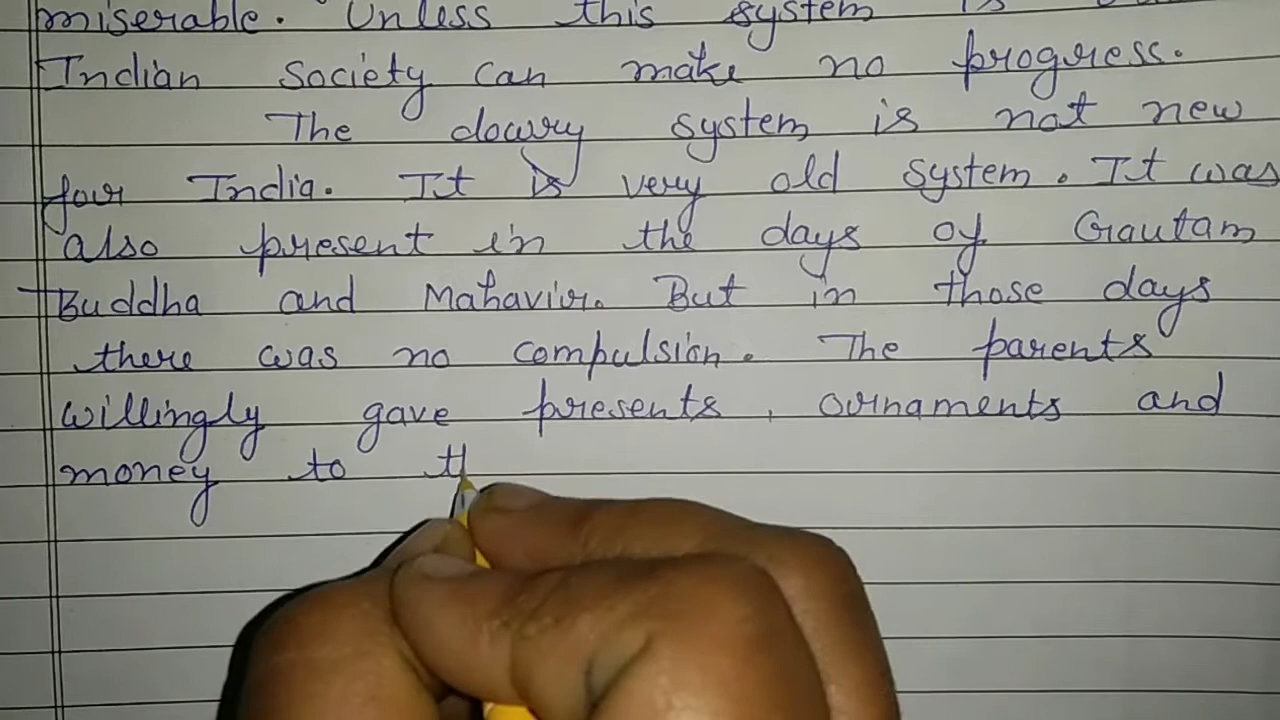 miserable. Unless this system is
Indian Society can make no progress.
The dowry system is not new
four India. It is very old system. It was
also present in the days of Gautam
Buddha and Mahavir. But in those days
there was no compulsion. The parents
willingly gave presents, ornaments and
money to th